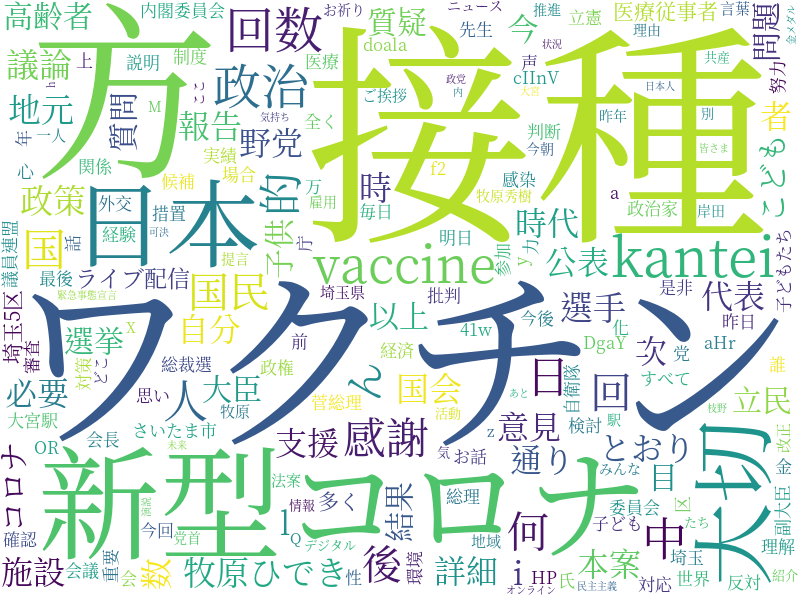 高齢者
内閣委員会
お祈り
ニュース
推進
立憲
医療従事者
言葉
金メダル
回数
質疑
今
doala
先生
cIInV
理由
問題
努力
状況
方
接種
議論
上
説明
制度
政治
医療
声
政党
内
ご挨拶
共産
h
地元
M
質問
報告
気持ち
全く
大宮
日本人
別
者
年
一人
野党
判断
昨年
心
関係
実績
候補
場合
f2
感染
今朝
皆さま
こども
政策
外交
日本
的
万
雇用
時
毎日
牧原秀樹
a
政治家
岸田
国
話
措置
経験
可決
子供
庁
明日
参加
力
y
時代
議員連盟
最後
ライブ配信
提言
vaccine
公表
kantei
子どもたち
埼玉5区
審査
緊急事態宣言
国民
自分
前
埼玉県
以上
批判
選手
是非
代表
昨日
ワクチン
選挙
X
対策
こと
総裁選
政権
経済
41w
今後
化
DgaY
党
aHr
次
誰
必要
思い
牧原
大臣
人
ん
菅総理
国会
活動
日
自衛隊
回
すべて
あと
枝野
立民
大宮駅
さいたま市
未来
OR
会長
支援
感謝
z
気
お話
意見
検討
駅
とおり
改正
コロナ
新型コロナ
法案
通り
みんな
目
金
大切
確認
今回
情報
多く
結果
総理
何
委員会
区
たち
副大臣
l
Q
デジタル
党首
地域
子ども
中
理解
施設
会議
重要
会
数
牧原ひでき
性
後
環境
詳細
i
HP
オンライン
氏
本案
対応
民主主義
埼玉
世界
反対
紹介